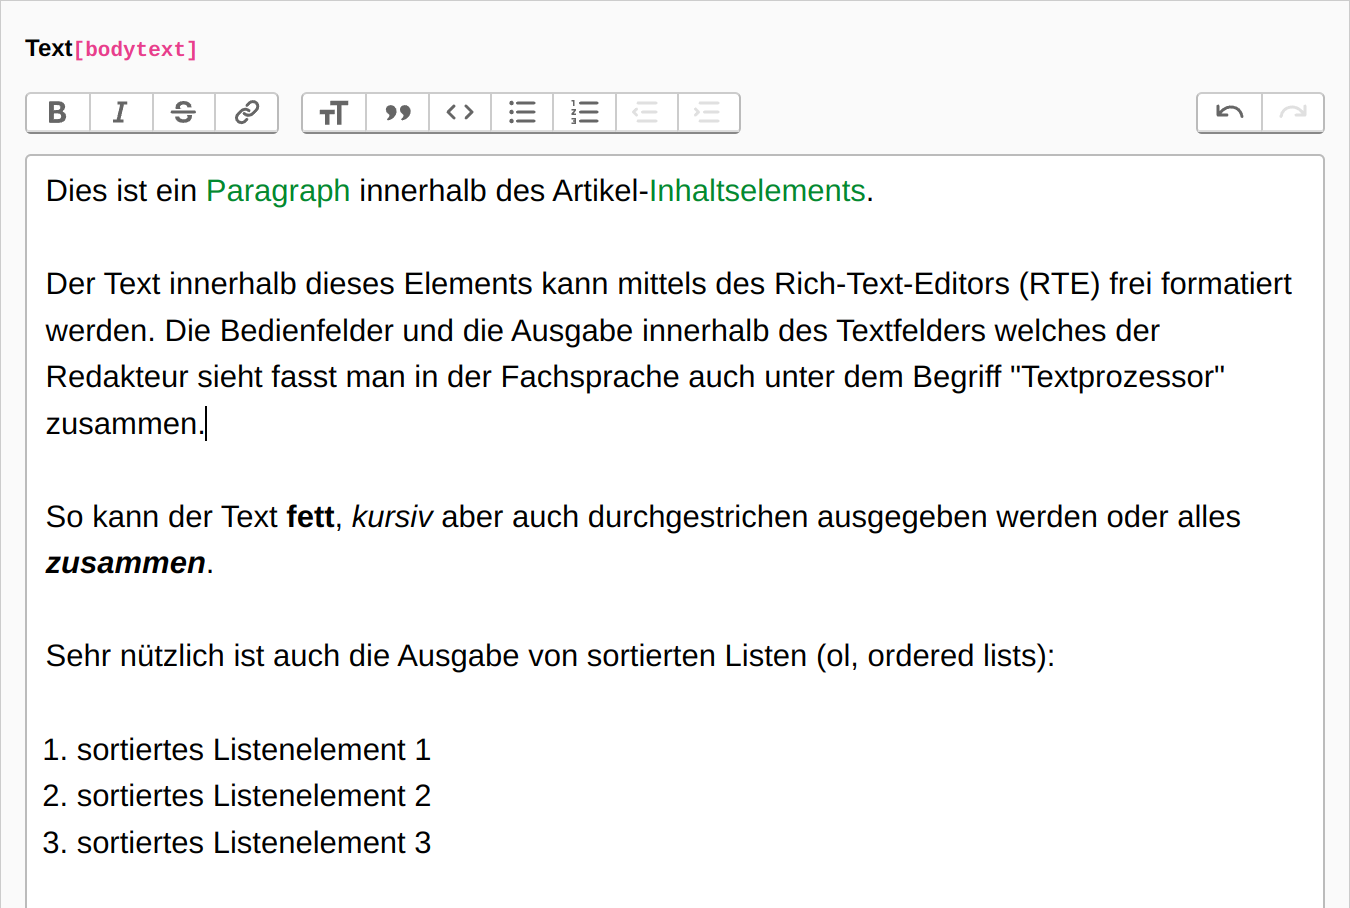 Text[bodytext]
Dies ist ein Paragraph innerhalb des Artikel-Inhaltselements.
Der Text innerhalb dieses Elements kann mittels des Rich-Text-Editors (RTE) frei formatiert
werden. Die Bedienfelder und die Ausgabe innerhalb des Textfelders welches der
Redakteur sieht fasst man in der Fachsprache auch unter dem Begriff "Textprozessor"
zusammen.
So kann der Text fett, kursiv aber auch durchgestrichen ausgegeben werden oder alles
zusammen.
Sehr nützlich ist auch die Ausgabe von sortierten Listen (ol, ordered lists):
1. sortiertes Listenelement 1
2. sortiertes Listenelement 2
3. sortiertes Listenelement 3